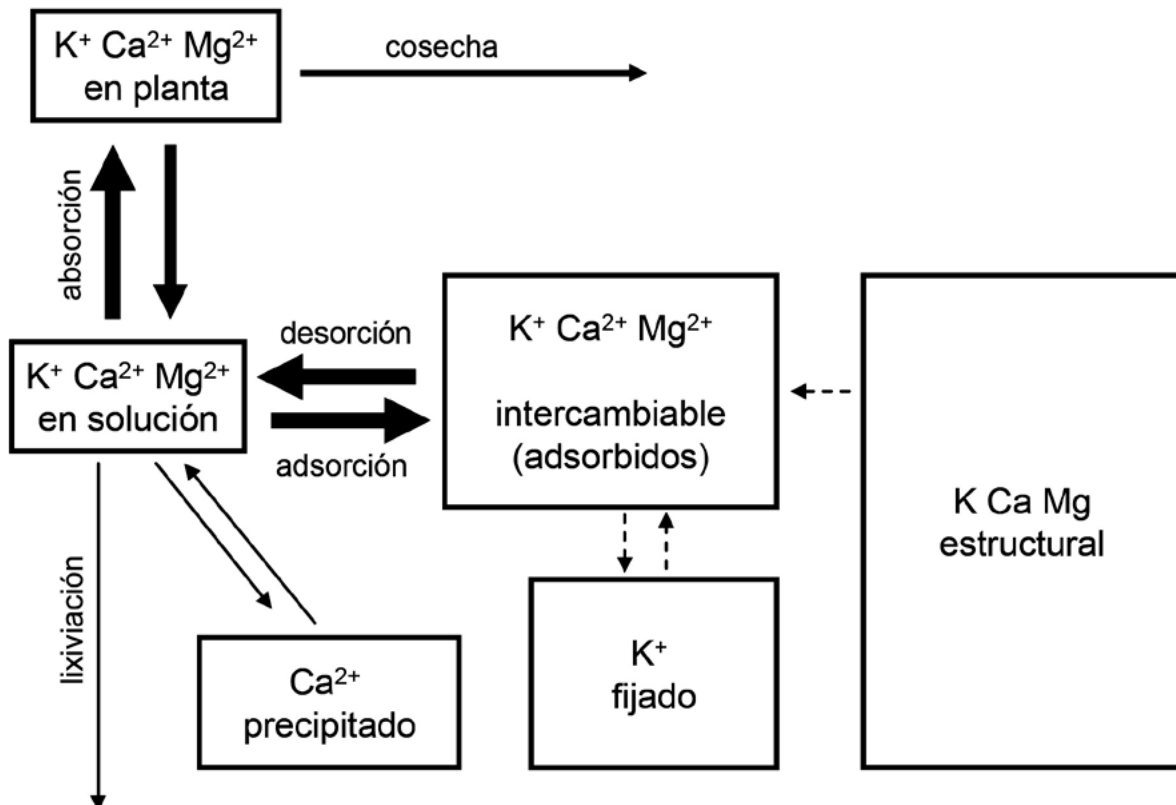 K⁺ Ca²⁺ Mg²⁺
en planta
cosecha
absorción
K⁺ Ca²⁺ Mg²⁺
en solución
desorción
adsorción
K⁺ Ca²⁺ Mg²⁺
intercambiable
(adsorbidos)
K Ca Mg
estructural
lixiviación
Ca²⁺
precipitado
K⁺
fijado